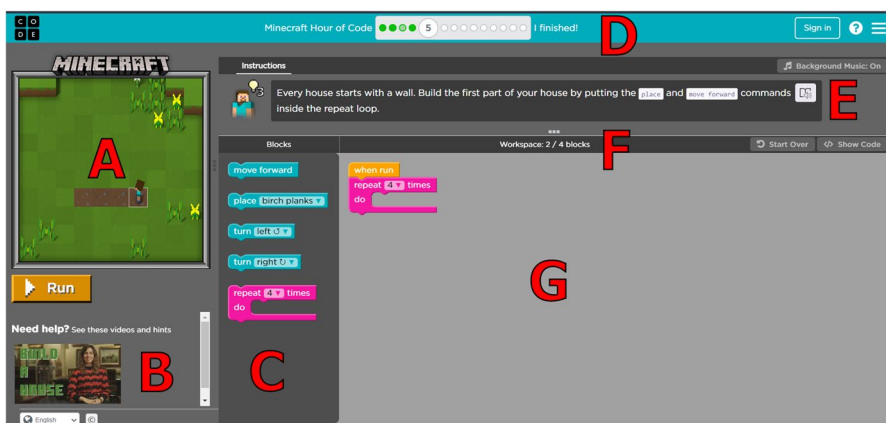 C O
D E
Minecraft Hour of Code
5
I finished!
D
Sign in
?
MINECRAFT
Instructions
Background Music: On
3
Every house starts with a wall. Build the first part of your house by putting the place and move forward commands
inside the repeat loop.
E
A
F
Blocks
Workspace: 2 / 4 blocks
Start Over
</> Show Code
move forward
place birch planks
turn left ↺
turn right ↻
repeat 4 times
do
when run
repeat 4 times
do
G
Run
Need help? See these videos and hints
BUILD
A
HOUSE
B
C
English
©